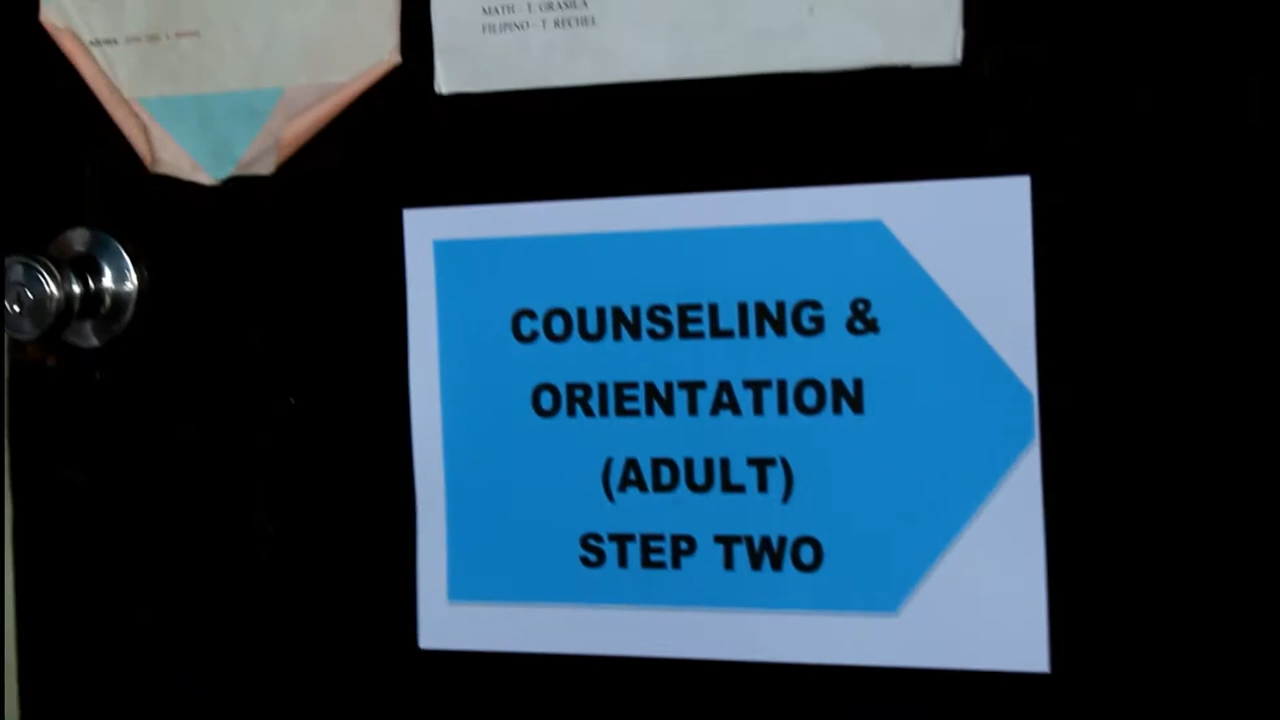 MATH - T. GRASILA
FILIPINO - T. RECHEL
COUNSELING &
ORIENTATION
(ADULT)
STEP TWO